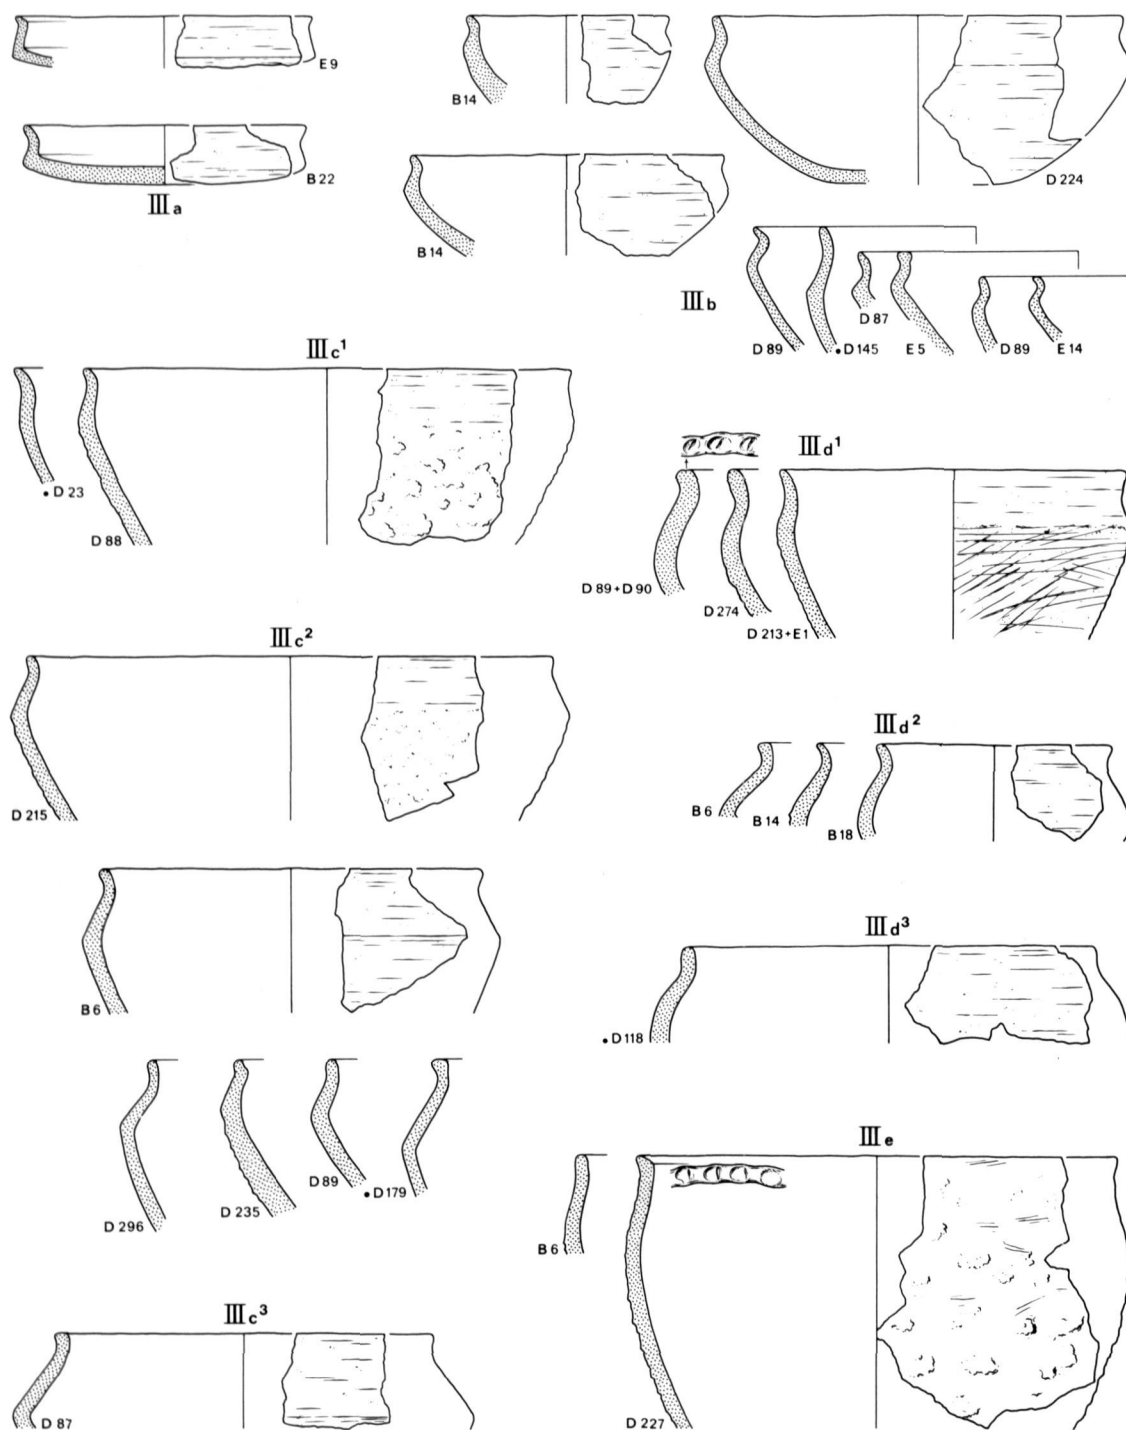 E 9
B 22
III a
B 14
B 14
D 224
III b
D 89
• D 145
D 87
E 5
D 89
E 14
III c¹
• D 23
D 88
III d¹
D 89 + D 90
D 274
D 213 + E 1
III c²
D 215
B 6
D 296
D 235
D 89
• D 179
III d²
B 6
B 14
B 18
III d³
• D 118
III e
B 6
D 227
III c³
D 87